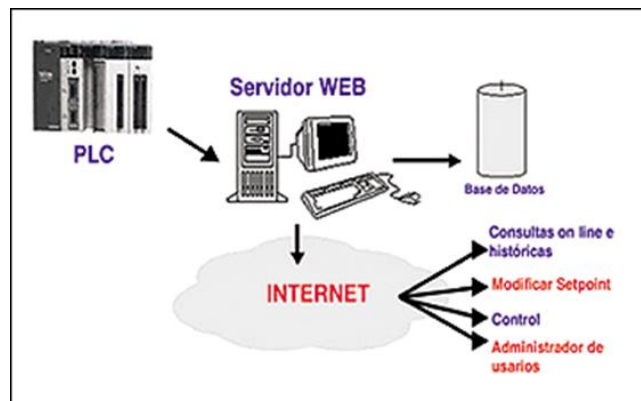 Servidor WEB
PLC
Base de Datos
Consultas on line e
históricas
INTERNET
Modificar Setpoint
Control
Administrador de
usarios